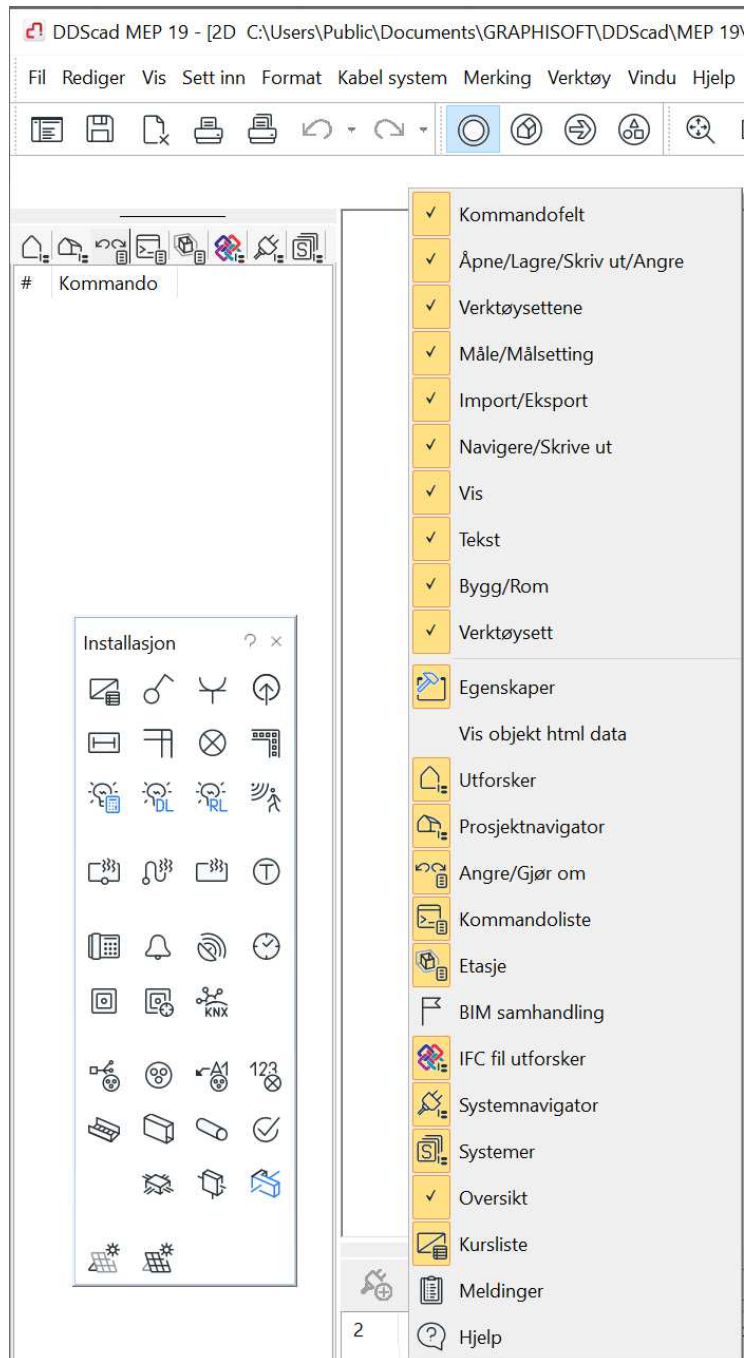 DDScad MEP 19 - [2D C:\Users\Public\Documents\GRAPHISOFT\DDScad\MEP 19\
Fil Rediger Vis Sett inn Format Kabel system Merking Verktøy Vindu Hjelp
# Kommando
Kommandofelt
Åpne/Lagre/Skriv ut/Angre
Verktøysettene
Måle/Målsetting
Import/Eksport
Navigere/Skrive ut
Vis
Tekst
Bygg/Rom
Verktøysett
Egenskaper
Vis objekt html data
Utforsker
Prosjektnavigator
Angre/Gjør om
Kommandoliste
Etasje
BIM samhandling
IFC fil utforsker
Systemnavigator
Systemer
Oversikt
Kursliste
Meldinger
Hjelp
Installasjon
DL RL
T
KNX
A1 123
2